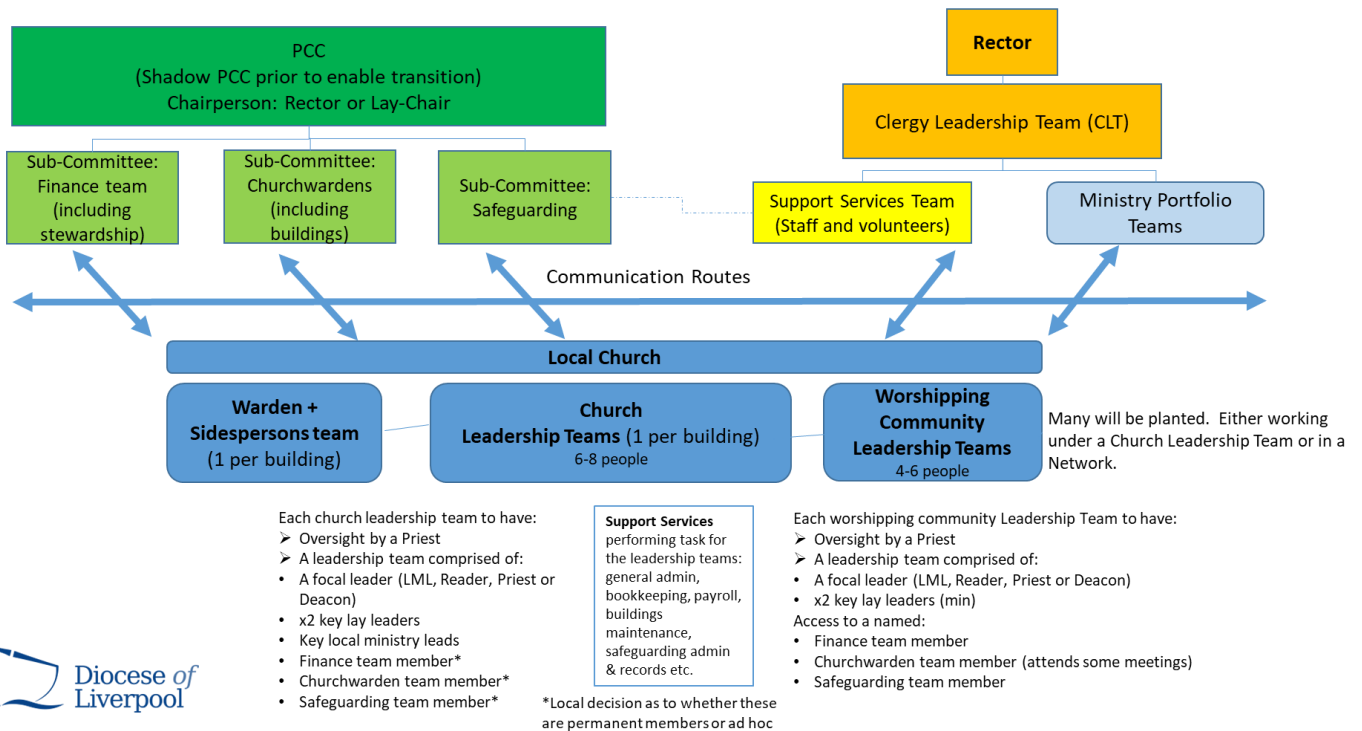 PCC
(Shadow PCC prior to enable transition)
Chairperson: Rector or Lay-Chair
Rector
Clergy Leadership Team (CLT)
Sub-Committee:
Finance team
(including
stewardship)
Sub-Committee:
Churchwardens
(including
buildings)
Sub-Committee:
Safeguarding
Support Services Team
(Staff and volunteers)
Ministry Portfolio
Teams
Communication Routes
Local Church
Warden +
Sidespersons team
(1 per building)
Church
Leadership Teams (1 per building)
6-8 people
Worshipping
Community
Leadership Teams
4-6 people
Many will be planted.  Either working
under a Church Leadership Team or in a
Network.
Each church leadership team to have:
➢ Oversight by a Priest
➢ A leadership team comprised of:
• A focal leader (LML, Reader, Priest or
Deacon)
• x2 key lay leaders
• Key local ministry leads
• Finance team member*
• Churchwarden team member*
• Safeguarding team member*
Support Services
performing task for
the leadership teams:
general admin,
bookkeeping, payroll,
buildings
maintenance,
safeguarding admin
& records etc.
*Local decision as to whether these
are permanent members or ad hoc
Each worshipping community Leadership Team to have:
➢ Oversight by a Priest
➢ A leadership team comprised of:
• A focal leader (LML, Reader, Priest or Deacon)
• x2 key lay leaders (min)
Access to a named:
• Finance team member
• Churchwarden team member (attends some meetings)
• Safeguarding team member
Diocese of
Liverpool